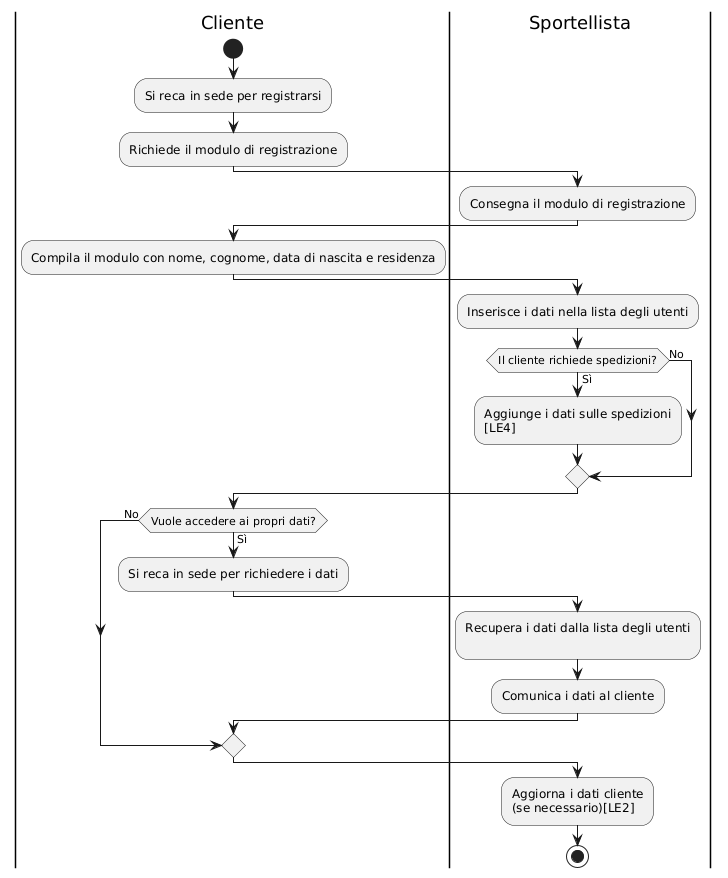 Cliente
Sportellista
Si reca in sede per registrarsi
Richiede il modulo di registrazione
Consegna il modulo di registrazione
Compila il modulo con nome, cognome, data di nascita e residenza
Inserisce i dati nella lista degli utenti
Il cliente richiede spedizioni?
No
Sì
Aggiunge i dati sulle spedizioni
[LE4]
No
Vuole accedere ai propri dati?
Sì
Si reca in sede per richiedere i dati
Recupera i dati dalla lista degli utenti
Comunica i dati al cliente
Aggiorna i dati cliente
(se necessario)[LE2]